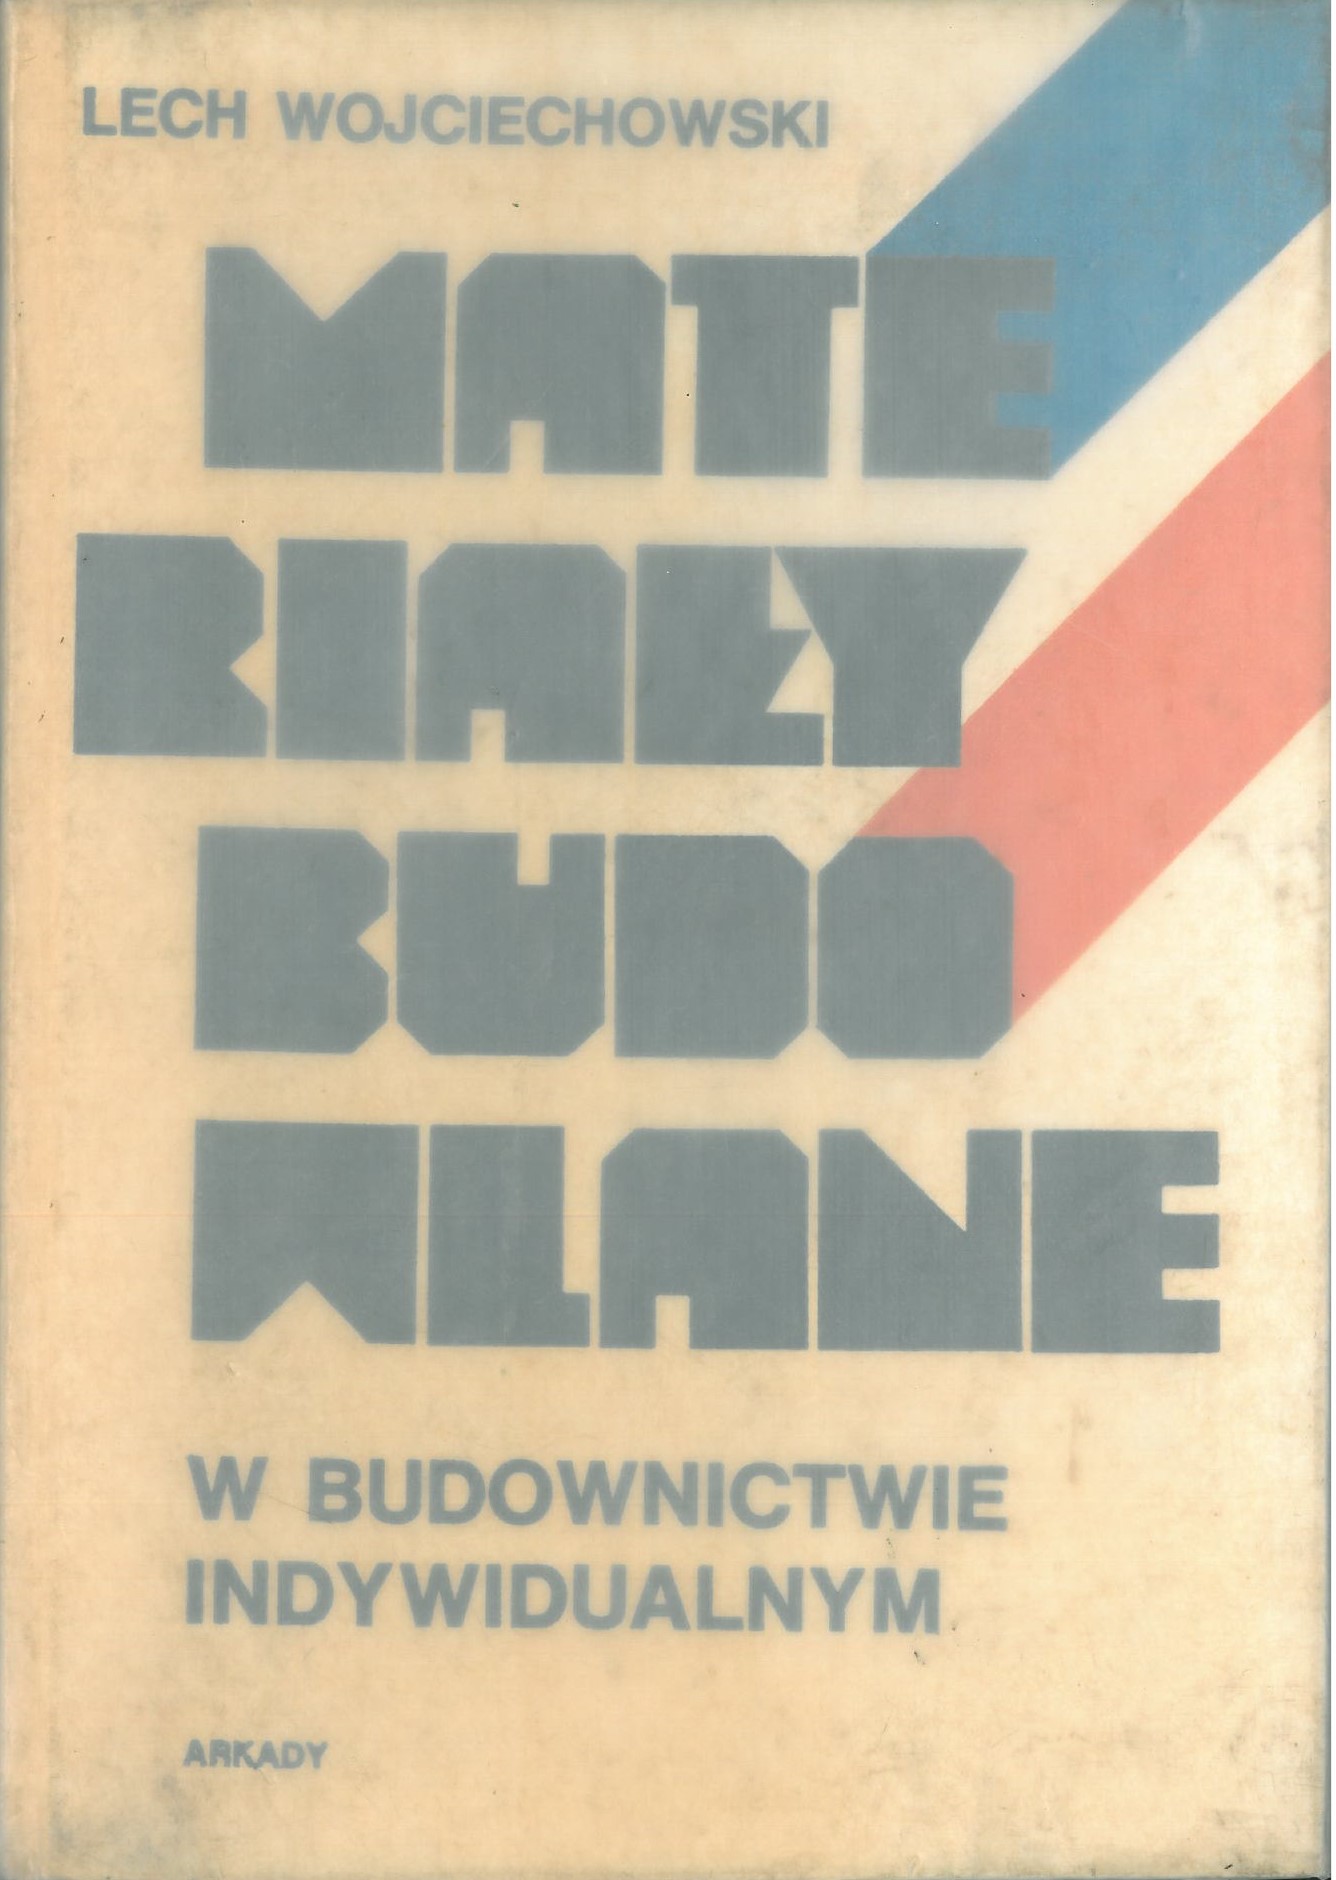 LECH WOJCIECHOWSKI
MATE
RIAŁY
BUDO
WLANE
W BUDOWNICTWIE
INDYWIDUALNYM
ARKADY